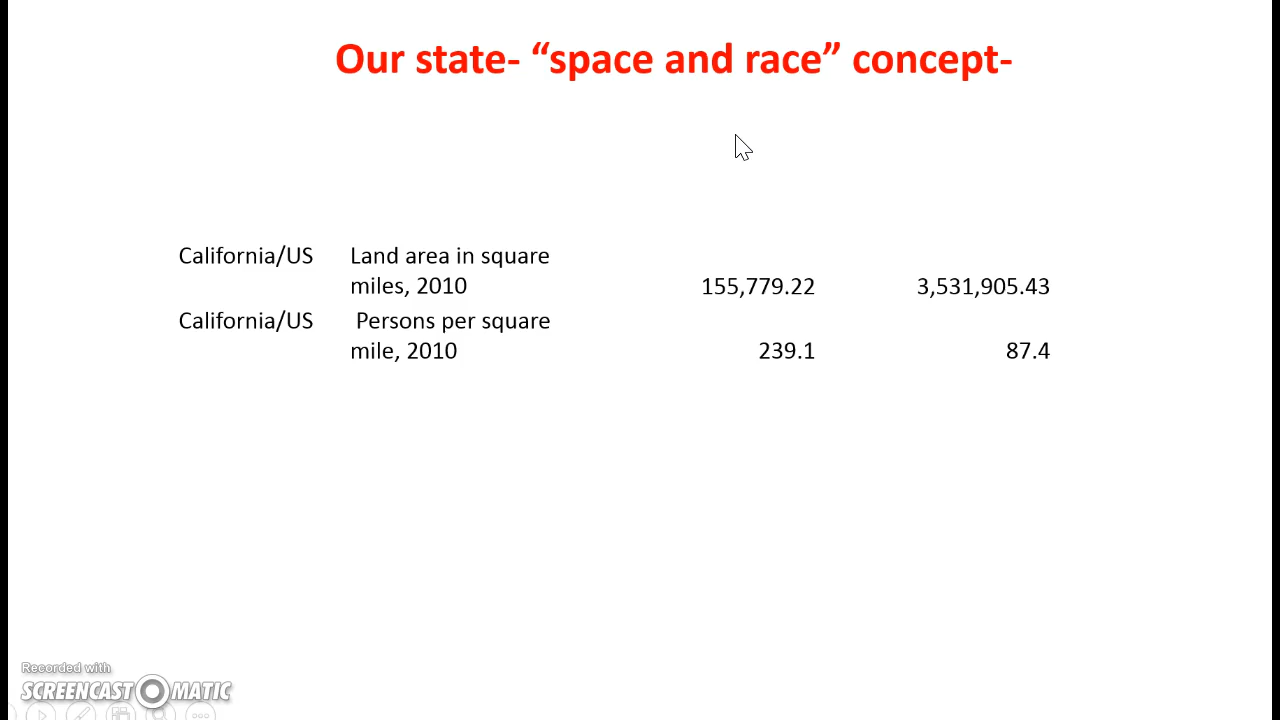 Our state- “space and race” concept-
California/US Land area in square
miles, 2010 155,779.22 3,531,905.43
California/US Persons per square
mile, 2010 239.1 87.4
Recorded with
SCREENCAST MATIC